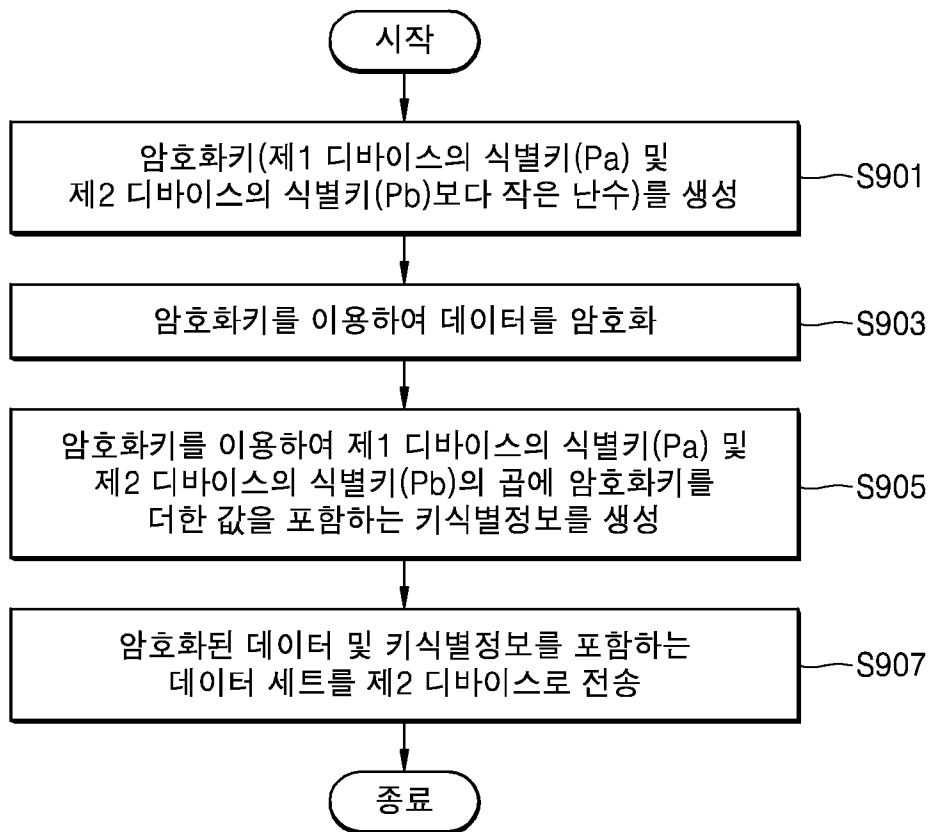 시작
암호화키(제1 디바이스의 식별키(Pa) 및
제2 디바이스의 식별키(Pb)보다 작은 난수)를 생성
S901
암호화키를 이용하여 데이터를 암호화
S903
암호화키를 이용하여 제1 디바이스의 식별키(Pa) 및
제2 디바이스의 식별키(Pb)의 곱에 암호화키를
더한 값을 포함하는 키식별정보를 생성
S905
암호화된 데이터 및 키식별정보를 포함하는
데이터 세트를 제2 디바이스로 전송
S907
종료